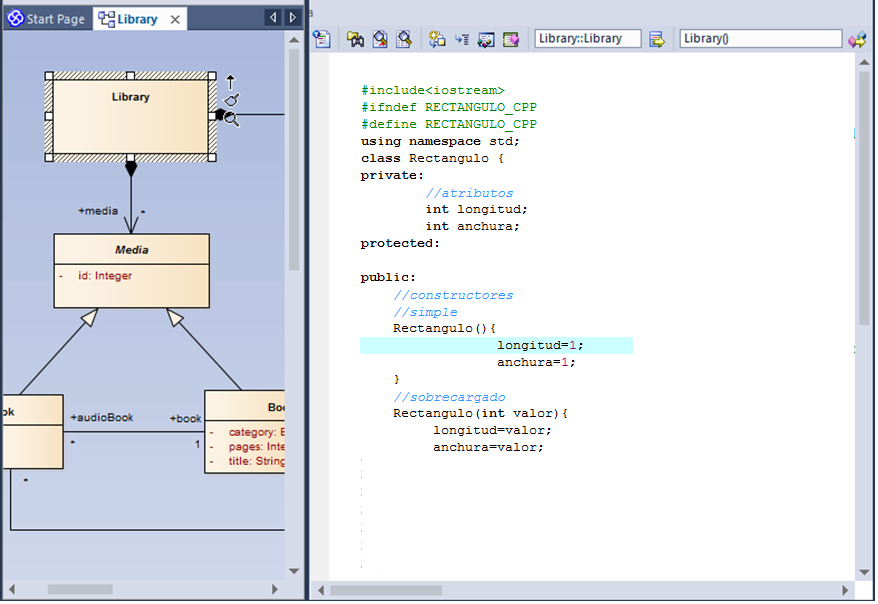 Start Page
Library
Library
+media
*
Media
- id: Integer
ok
+audioBook
+book
*
1
Boo
- category: E
- pages: Inte
- title: String
*
a
Library::Library
Library()
#include<iostream>
#ifndef RECTANGULO_CPP
#define RECTANGULO_CPP
using namespace std;
class Rectangulo {
private:
//atributos
int longitud;
int anchura;
protected:
public:
//constructores
//simple
Rectangulo(){
longitud=1;
anchura=1;
}
//sobrecargado
Rectangulo(int valor){
longitud=valor;
anchura=valor;